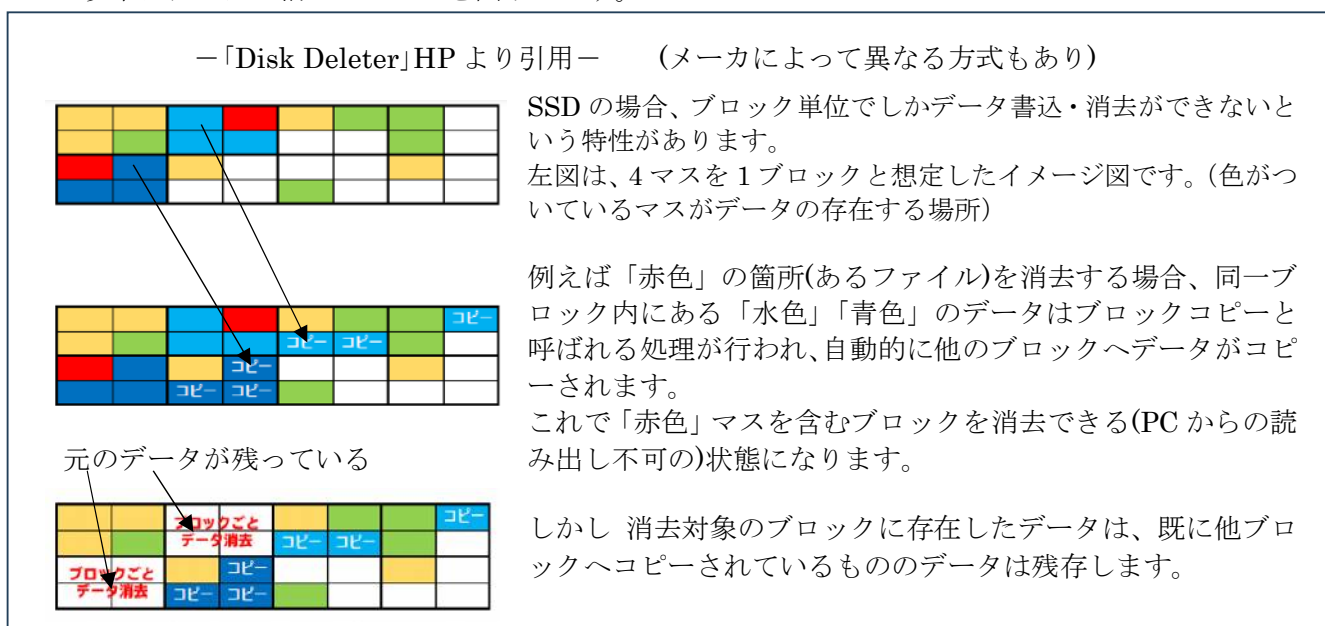 －「Disk Deleter」HP より引用－　　(メーカによって異なる方式もあり)
SSD の場合、ブロック単位でしかデータ書込・消去ができないと
いう特性があります。
左図は、4 マスを 1 ブロックと想定したイメージ図です。（色がつ
いているマスがデータの存在する場所）
例えば「赤色」の箇所(あるファイル)を消去する場合、同一ブ
ロック内にある「水色」「青色」のデータはブロックコピーと
呼ばれる処理が行われ、自動的に他のブロックへデータがコピ
ーされます。
これで「赤色」マスを含むブロックを消去できる(PC からの読
み出し不可の)状態になります。
しかし 消去対象のブロックに存在したデータは、既に他ブロ
ックへコピーされているもののデータは残存します。
コピー
コピー コピー
コピー
コピー コピー
元のデータが残っている
ブロックごと
データ消去
コピー
コピー コピー
ブロックごと
データ消去
コピー
コピー コピー